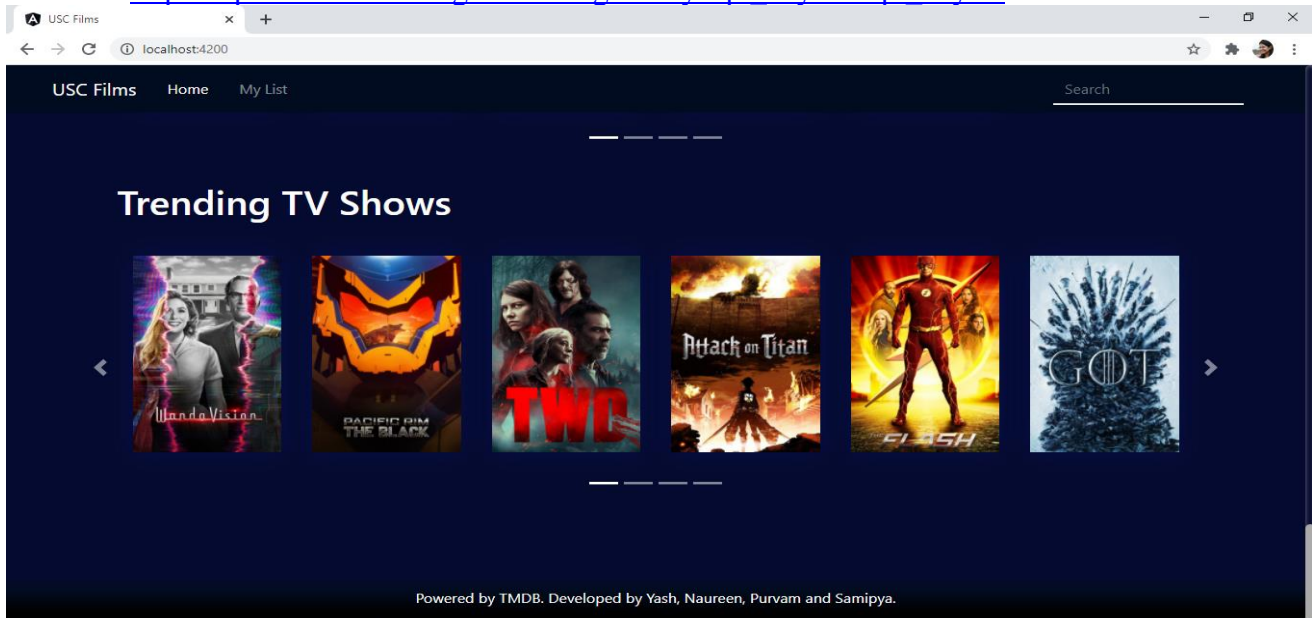 USC Films
localhost:4200
USC Films Home My List Search
Trending TV Shows
WandaVision
PACIFIC RIM
THE BLACK
TWD
Attack on Titan
THE FLASH
GOT
Powered by TMDB. Developed by Yash, Naureen, Purvam and Samipya.